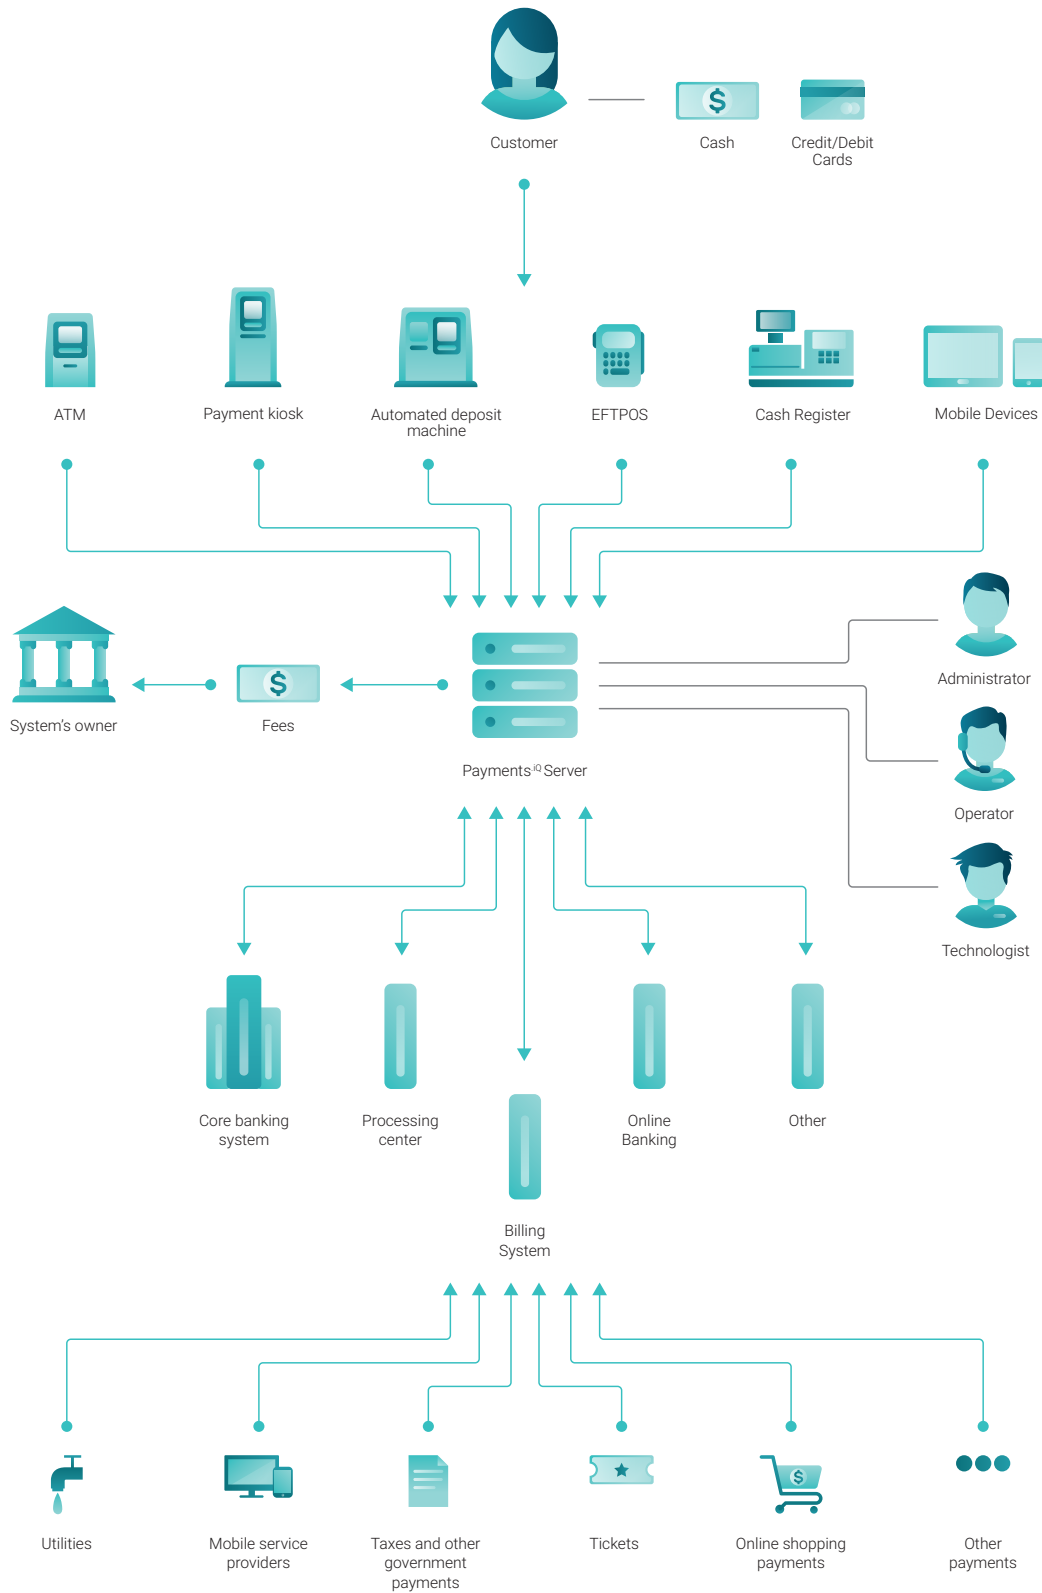 Customer
Cash
Credit/Debit
Cards
ATM
Payment kiosk
Automated deposit
machine
EFTPOS
Cash Register
Mobile Devices
System's owner
Fees
Payments.iQ Server
Administrator
Operator
Technologist
Core banking
system
Processing
center
Online
Banking
Other
Billing
System
Utilities
Mobile service
providers
Taxes and other
government
payments
Tickets
Online shopping
payments
Other
payments